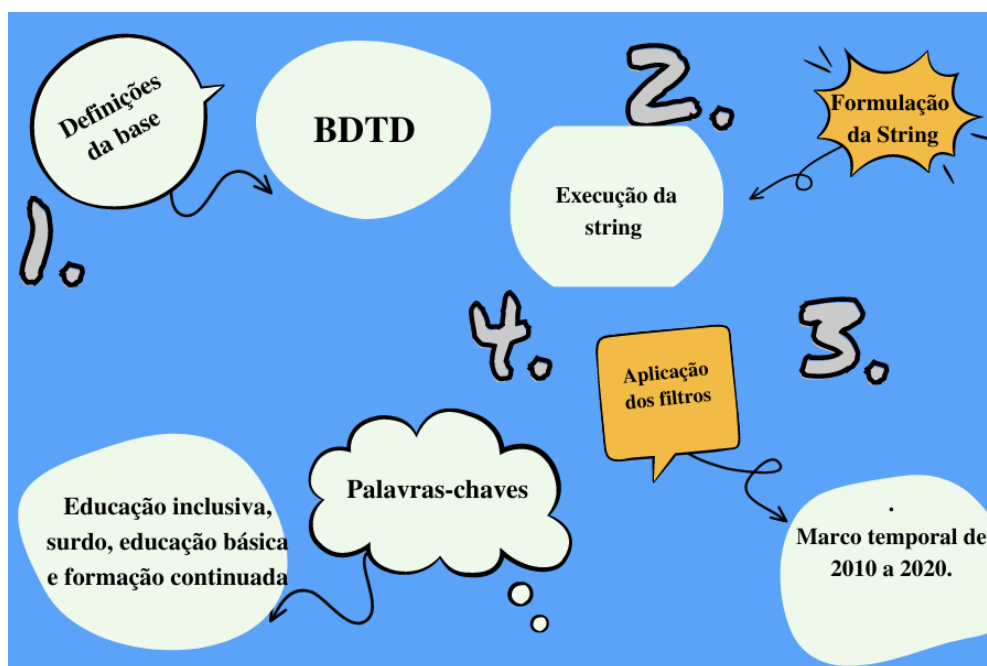 1.
Definições
da base
BDTD
2.
Formulação
da String
Execução da
string
3.
Aplicação
dos filtros
.
Marco temporal de
2010 a 2020.
4.
Palavras-chaves
Educação inclusiva,
surdo, educação básica
e formação continuada